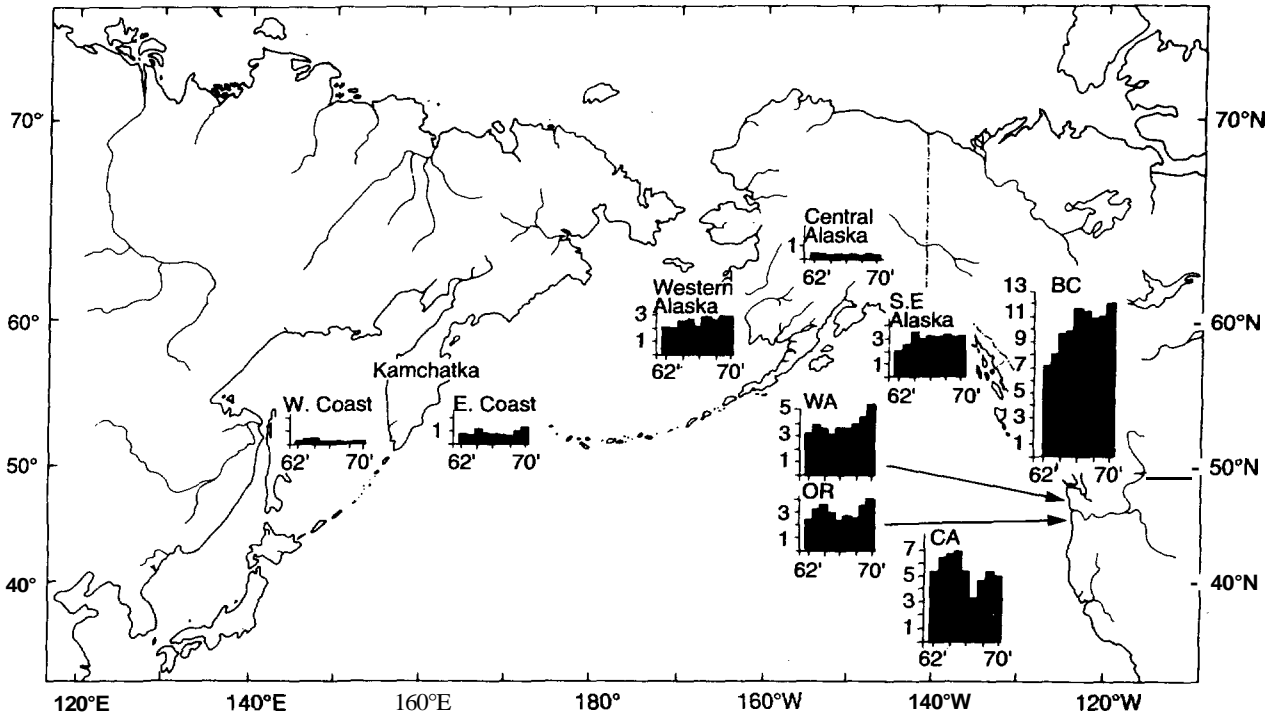 70°
70°N
Central
Alaska
1
62' 70'
Western
Alaska
3
1
62' 70'
S.E
Alaska
3
1
62' 70'
13 BC
11
9
7
5
3
1
62' 70'
60°
60°N
Kamchatka
W. Coast
62' 70'
E. Coast
1
62' 70'
WA
5
3
1
62' 70'
50°
50°N
OR
3
1
62' 70'
CA
7
5
3
1
62' 70'
40°
40°N
120°E 140°E 160°E 180° 160°W 140°W 120°W